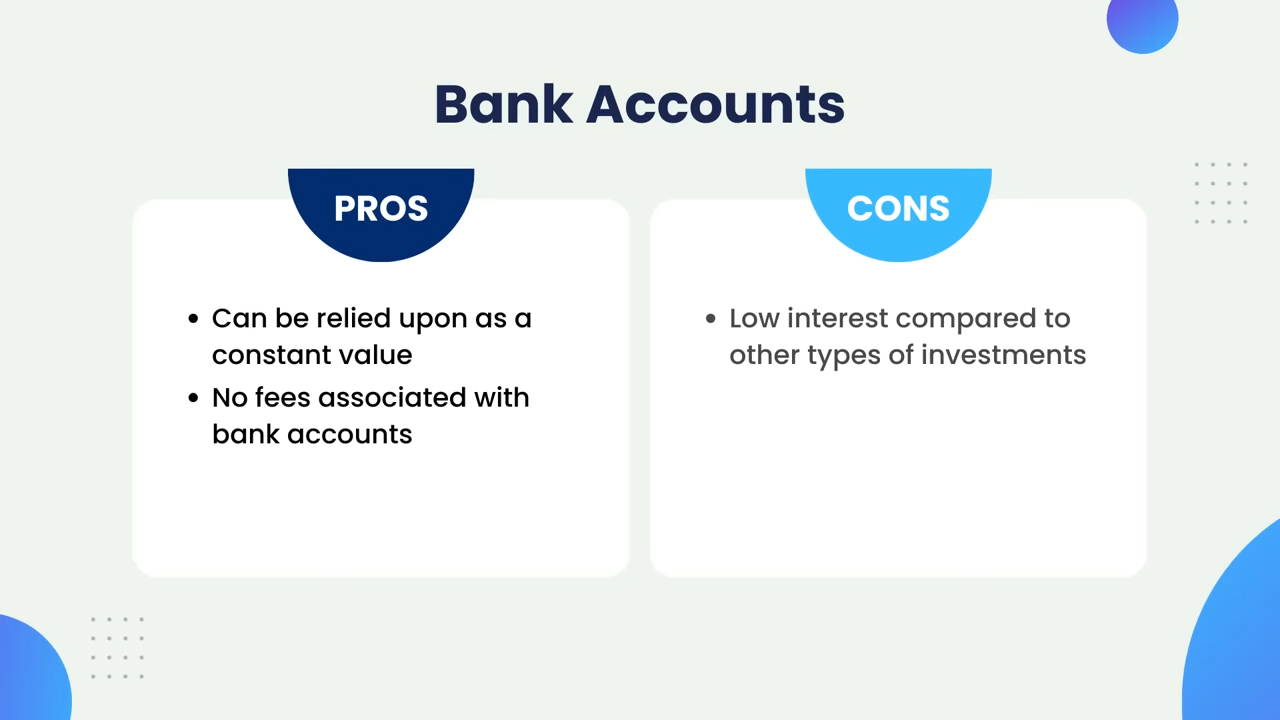 Bank Accounts
PROS
• Can be relied upon as a
constant value
• No fees associated with
bank accounts
CONS
• Low interest compared to
other types of investments